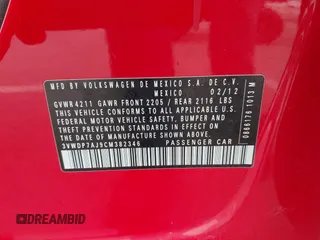 MFD BY VOLKSWAGEN DE MEXICO S.A. DE C.V.
MEXICO 02/12
GVWR 4211 GAWR FRONT 2205 / REAR 2116 LBS
THIS VEHICLE CONFORMS TO ALL APPLICABLE U.S.
FEDERAL MOTOR VEHICLE SAFETY, BUMPER AND THEFT
PREVENTION STANDARDS IN EFFECT ON THE DATE
OF MANUFACTURE SHOWN ABOVE.
3VWDP7AJ9CM382346 PASSENGER CAR
DREAMBID